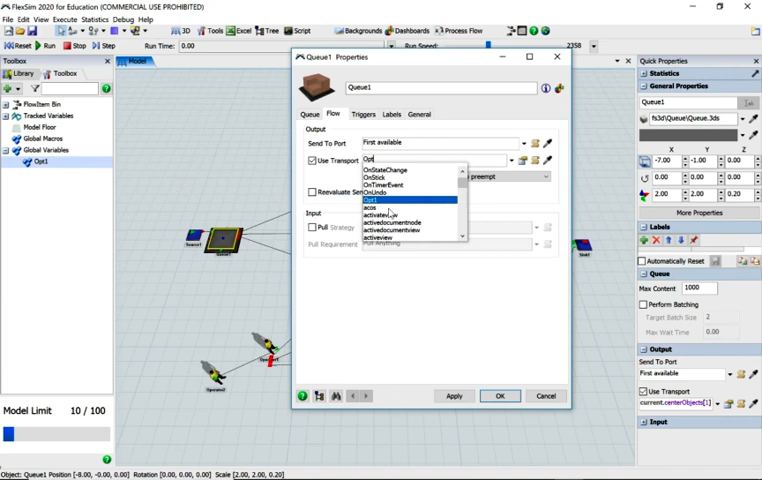 FlexSim 2020 for Education (COMMERCIAL USE PROHIBITED)
File Edit View Execute Statistics Debug Help
3D Tools Excel Tree Script Backgrounds Dashboards Process Flow
Reset Run Stop Step Run Time: 0.00 Run Speed: 2358
Toolbox
Library Toolbox
FlowItem Bin
Tracked Variables
Model Floor
Global Macros
Global Variables
Opt1
Model Limit 10 / 100
Model
Source1
Queue1
Operator2
Sink1
Queue1 Properties
Queue1
Queue Flow Triggers Labels General
Output
Send To Port First available
Use Transport Opt
preempt
Reevaluate Sen
OnStateChange
OnStick
OnTimerEvent
OnUndo
Opt1
acos
activatevw
activedocumentnode
activedocumentview
activeview
Input
Pull Strategy
Pull Requirement Pull Anything
Apply OK Cancel
Quick Properties
Statistics
General Properties
Queue1
fs3d\Queue\Queue.3ds
X Y Z
-7.00 -1.00 0.00
0.00 0.00 0.00
2.00 2.00 0.20
More Properties
Labels
Automatically Reset
Queue
Max Content 1000
Perform Batching
Target Batch Size 2
Max Wait Time 0.00
Output
Send To Port
First available
Use Transport
current.centerObjects[1]
Input
Object: Queue1 Position [-8.00, -0.00, 0.00] Rotation [0.00, 0.00, 0.00] Scale [2.00, 2.00, 0.20]